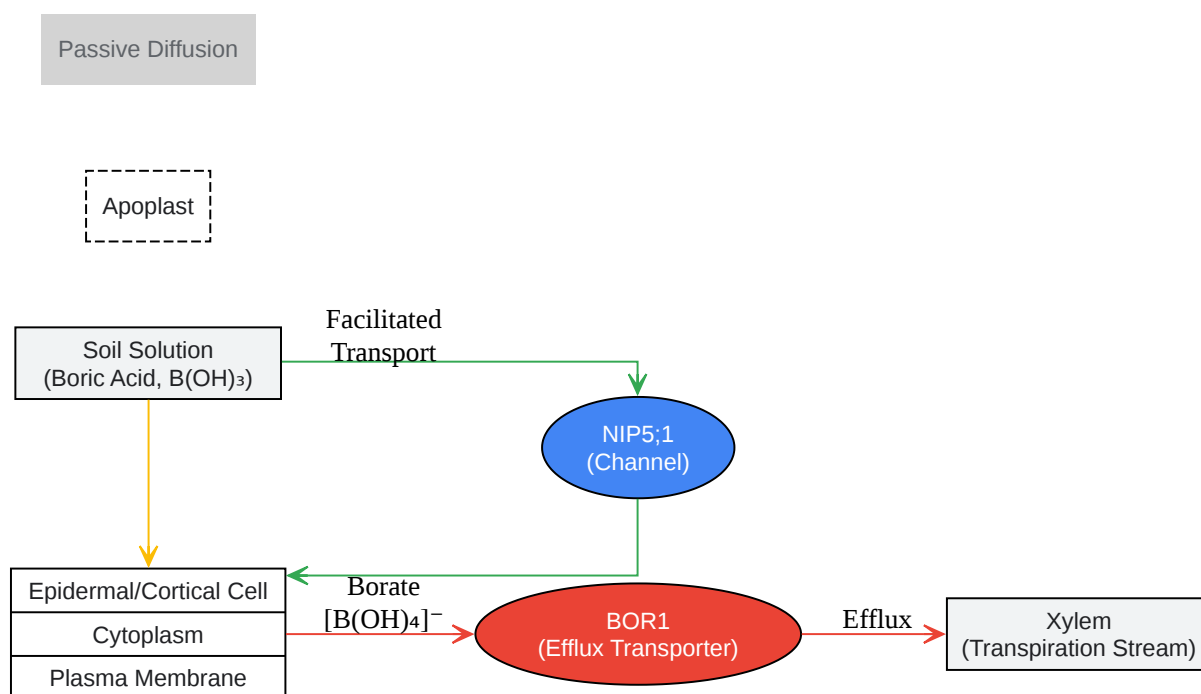 Passive Diffusion
Apoplast
Soil Solution
(Boric Acid, B(OH)₃)
Facilitated
Transport
NIP5;1
(Channel)
Epidermal/Cortical Cell
Cytoplasm
Plasma Membrane
Borate
[B(OH)₄]⁻
BOR1
(Efflux Transporter)
Efflux
Xylem
(Transpiration Stream)